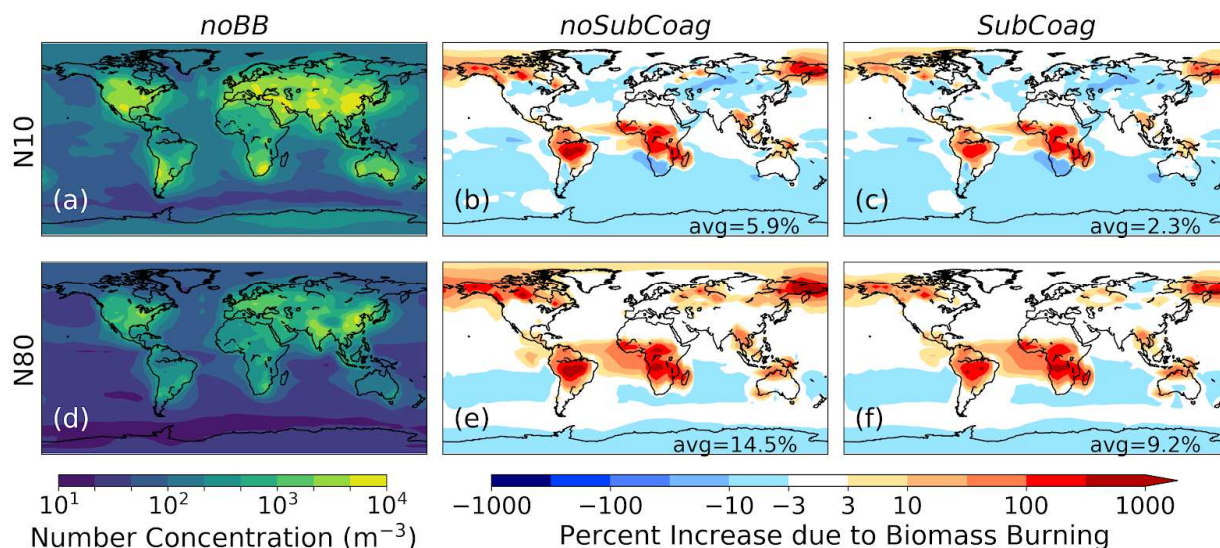 noBB noSubCoag SubCoag
N10
(a) (b) (c)
avg=5.9% avg=2.3%
N80
(d) (e) (f)
avg=14.5% avg=9.2%
10¹ 10² 10³ 10⁴ −1000 −100 −10 −3 3 10 100 1000
Number Concentration (m⁻³) Percent Increase due to Biomass Burning